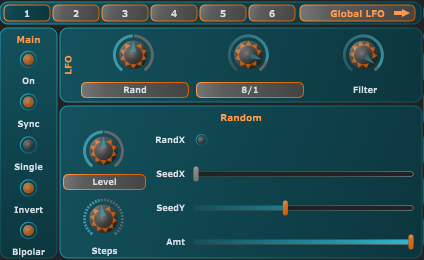 1 2 3 4 5 6 Global LFO
Main
On
Sync
Single
Invert
Bipolar
LFO
Rand 8/1 Filter
Random
RandX
Level
SeedX
SeedY
Steps
Amt